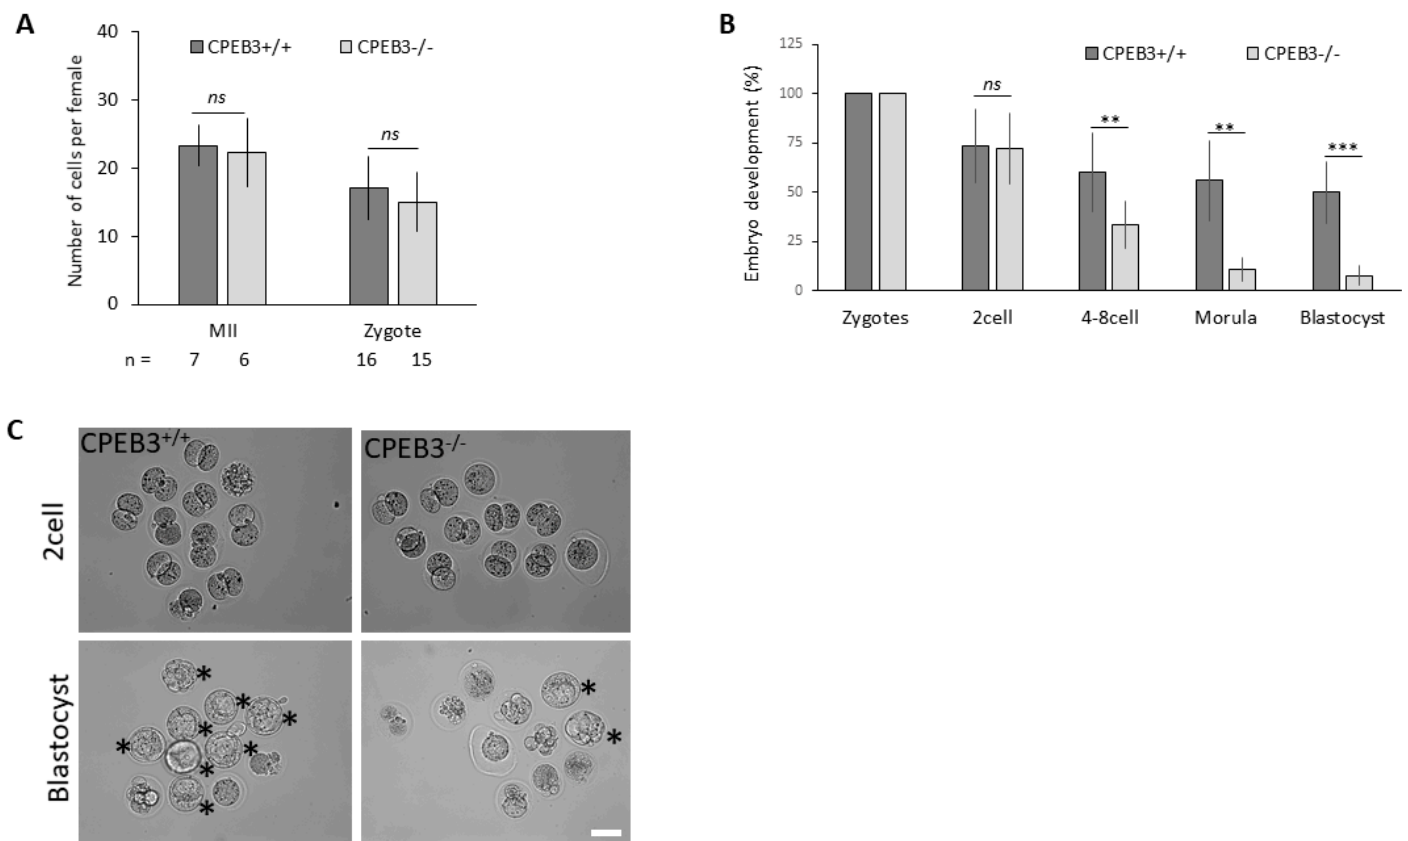 A
Number of cells per female
40
30
20
10
0
CPEB3+/+ CPEB3-/-
ns
ns
MII Zygote
n = 7 6 16 15
B
Embryo development (%)
125
100
75
50
25
0
CPEB3+/+ CPEB3-/-
ns
**
**
***
Zygotes 2cell 4-8cell Morula Blastocyst
C
CPEB3+/+ CPEB3-/-
2cell
Blastocyst
* * * * * * * *
* *